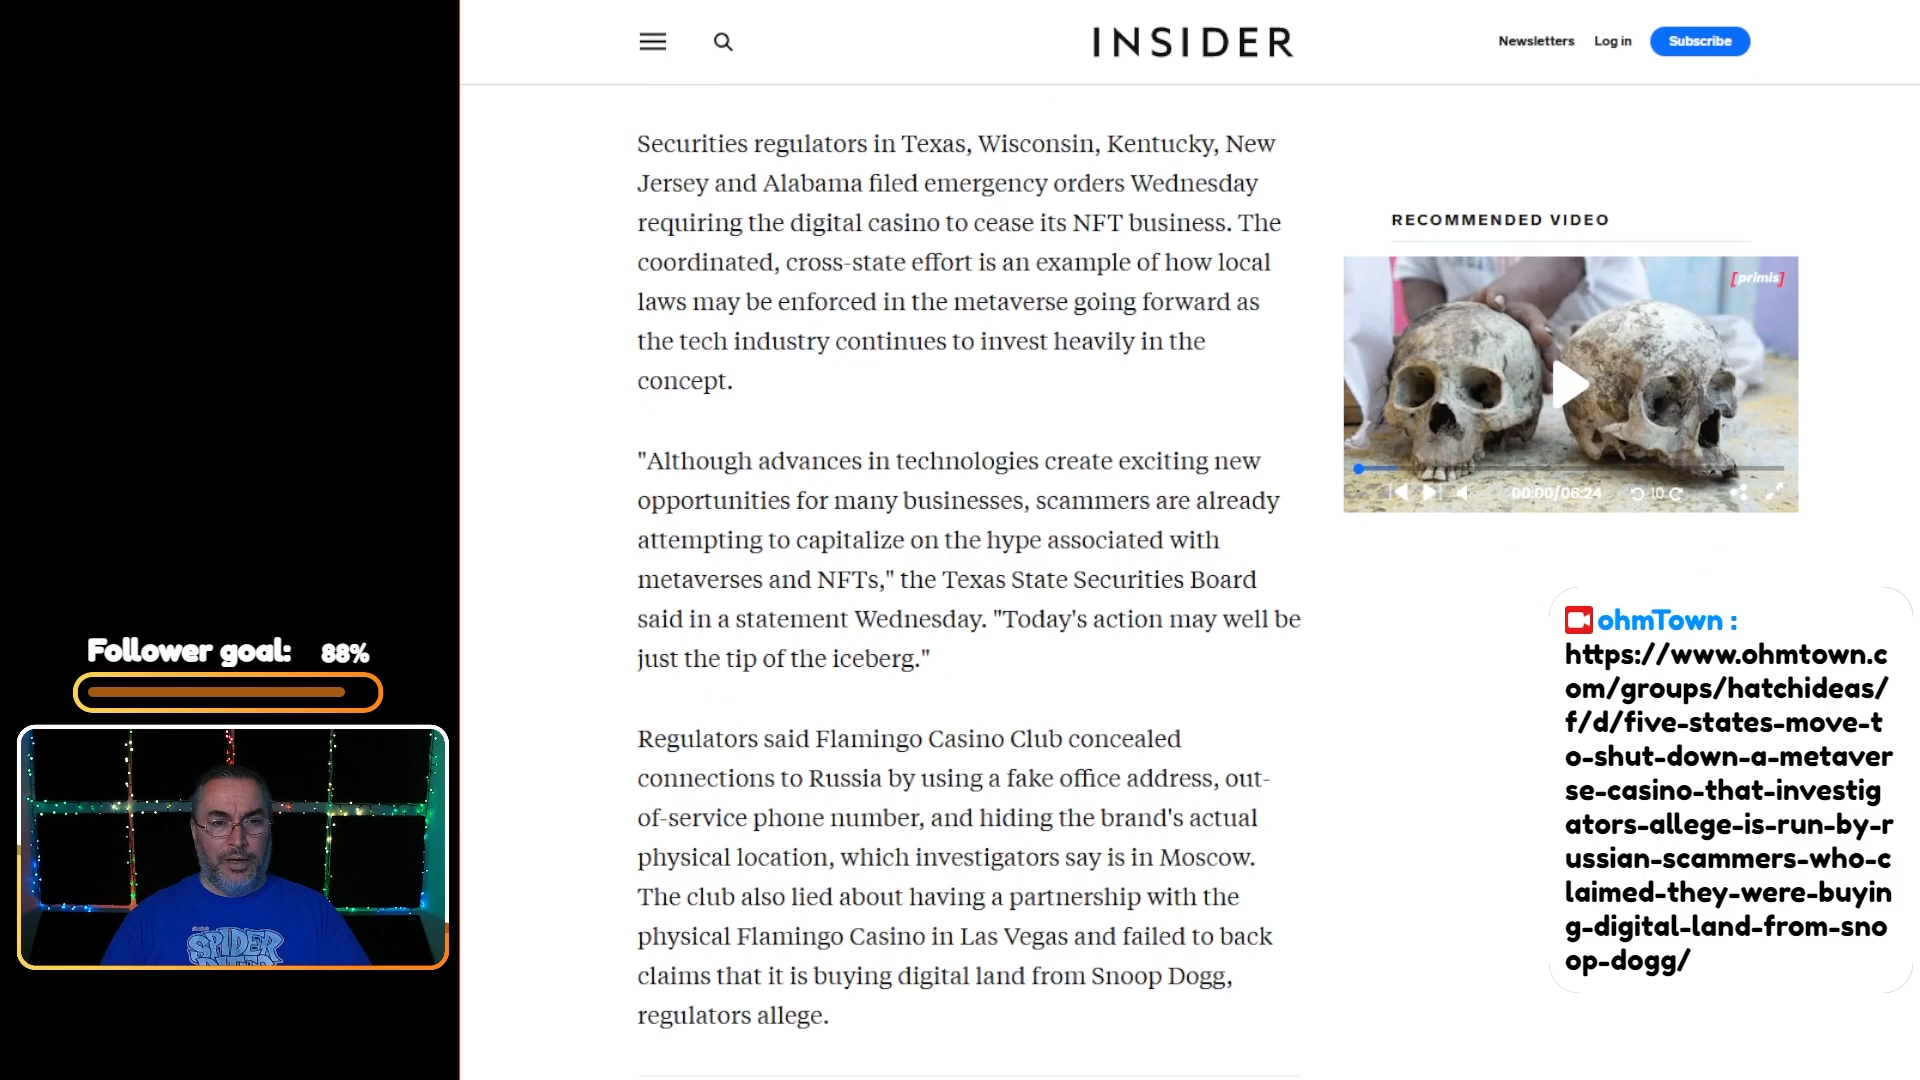 INSIDER
Newsletters Log in Subscribe
Securities regulators in Texas, Wisconsin, Kentucky, New
Jersey and Alabama filed emergency orders Wednesday
requiring the digital casino to cease its NFT business. The
coordinated, cross-state effort is an example of how local
laws may be enforced in the metaverse going forward as
the tech industry continues to invest heavily in the
concept.
"Although advances in technologies create exciting new
opportunities for many businesses, scammers are already
attempting to capitalize on the hype associated with
metaverses and NFTs," the Texas State Securities Board
said in a statement Wednesday. "Today's action may well be
just the tip of the iceberg."
Regulators said Flamingo Casino Club concealed
connections to Russia by using a fake office address, out-
of-service phone number, and hiding the brand's actual
physical location, which investigators say is in Moscow.
The club also lied about having a partnership with the
physical Flamingo Casino in Las Vegas and failed to back
claims that it is buying digital land from Snoop Dogg,
regulators allege.
RECOMMENDED VIDEO
[primis]
00:00/06:24 10
ohmTown :
https://www.ohmtown.c
om/groups/hatchideas/
f/d/five-states-move-t
o-shut-down-a-metaver
se-casino-that-investig
ators-allege-is-run-by-r
ussian-scammers-who-c
laimed-they-were-buyin
g-digital-land-from-sno
op-dogg/
Follower goal: 88%
SPIDER